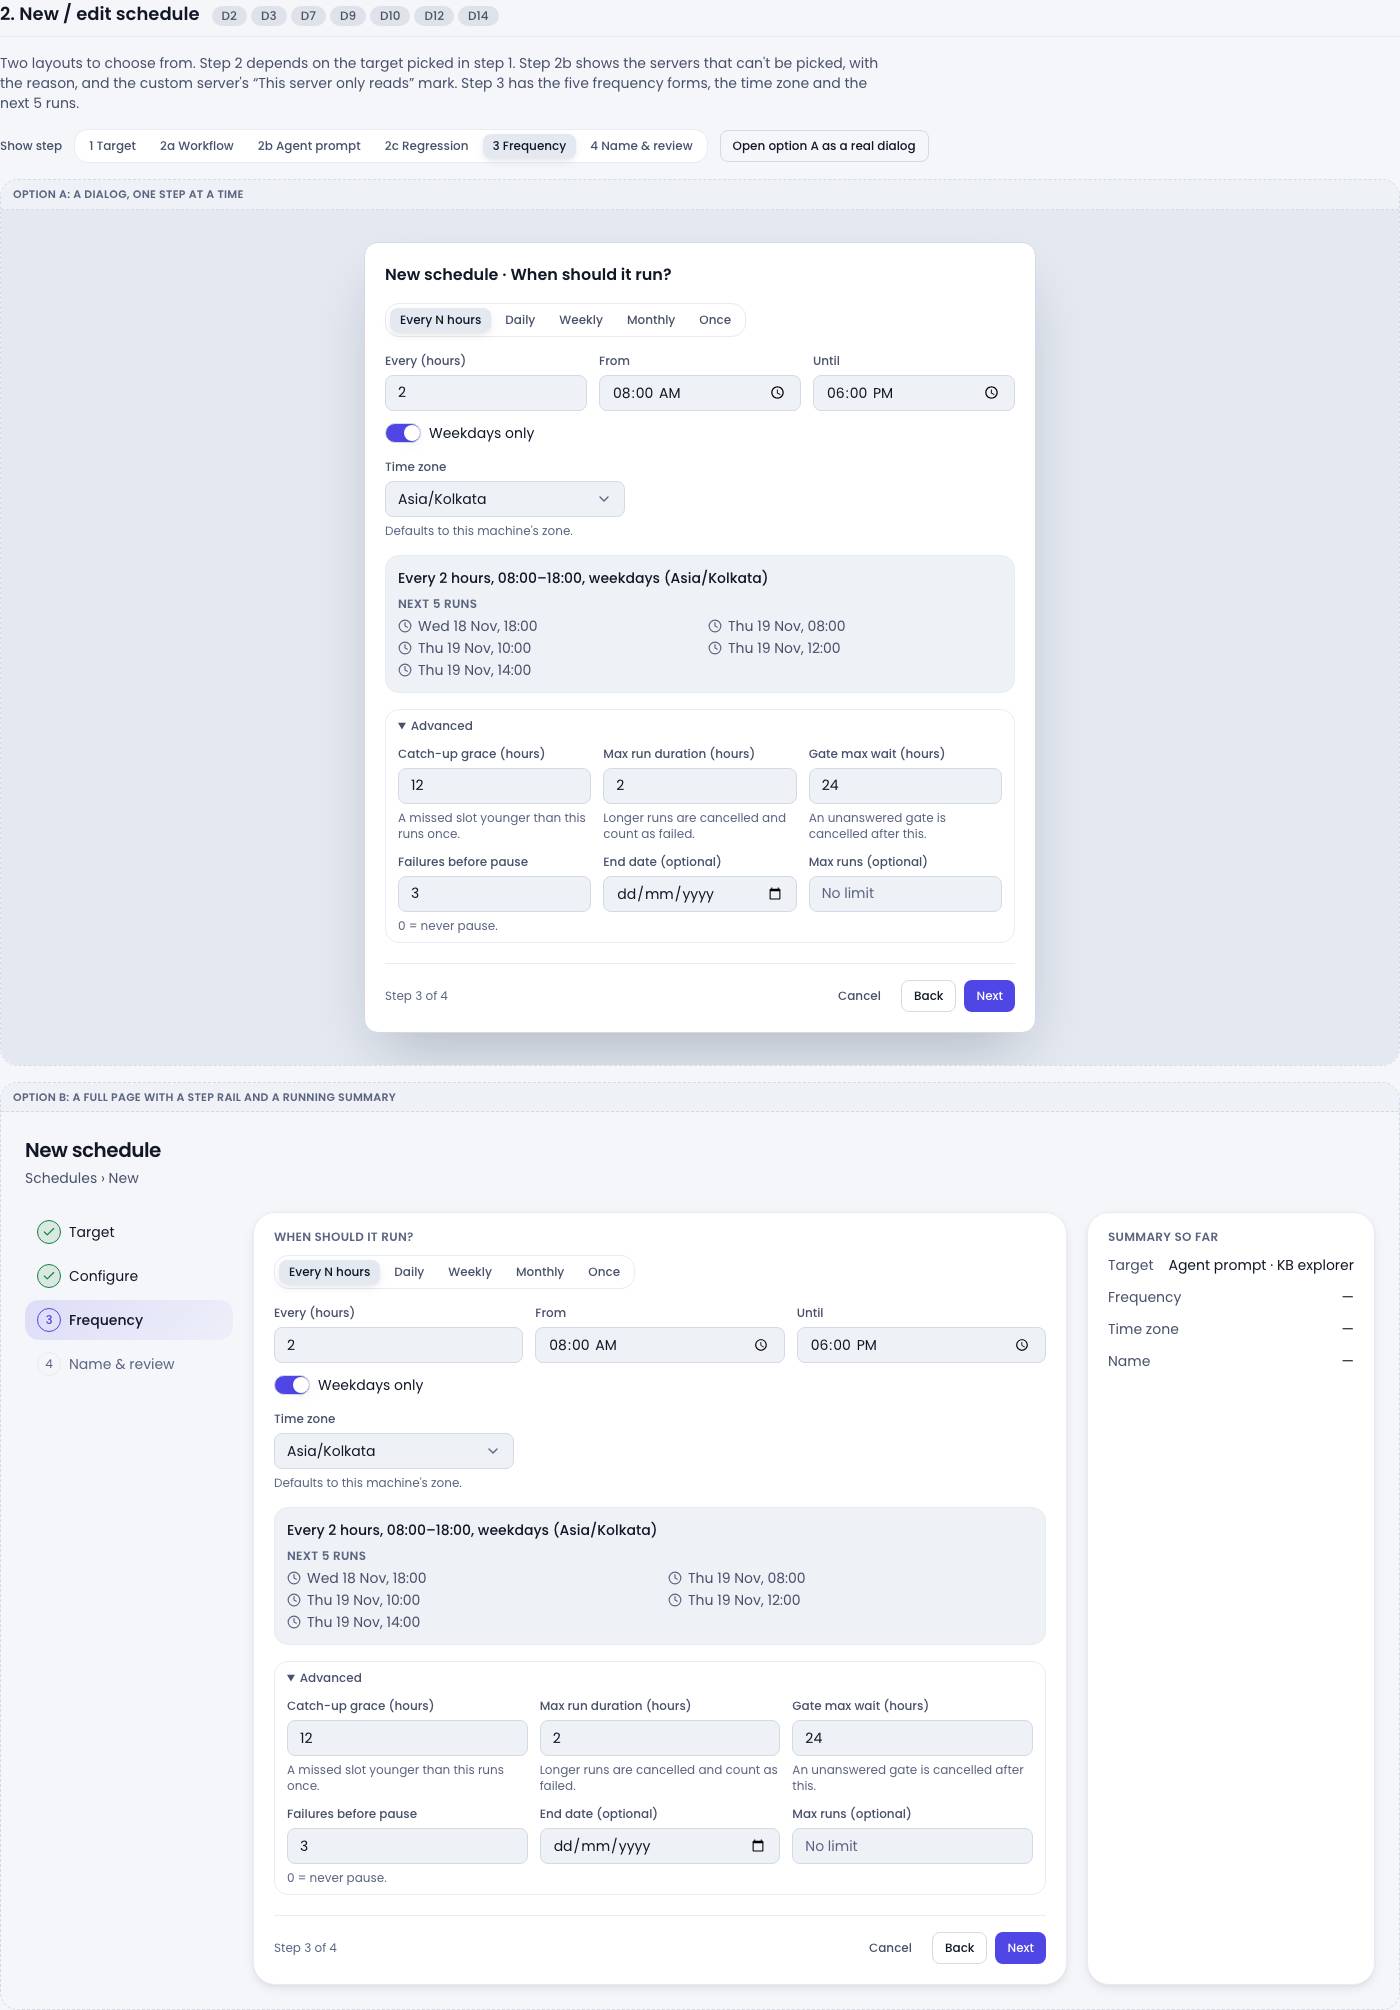 2. New / edit schedule D2 D3 D7 D9 D10 D12 D14
Two layouts to choose from. Step 2 depends on the target picked in step 1. Step 2b shows the servers that can't be picked, with
the reason, and the custom server's “This server only reads” mark. Step 3 has the five frequency forms, the time zone and the
next 5 runs.
Show step 1 Target 2a Workflow 2b Agent prompt 2c Regression 3 Frequency 4 Name & review Open option A as a real dialog
OPTION A: A DIALOG, ONE STEP AT A TIME
New schedule · When should it run?
Every N hours Daily Weekly Monthly Once
Every (hours) From Until
2 08:00 AM 06:00 PM
Weekdays only
Time zone
Asia/Kolkata
Defaults to this machine's zone.
Every 2 hours, 08:00–18:00, weekdays (Asia/Kolkata)
NEXT 5 RUNS
Wed 18 Nov, 18:00 Thu 19 Nov, 08:00
Thu 19 Nov, 10:00 Thu 19 Nov, 12:00
Thu 19 Nov, 14:00
▼ Advanced
Catch-up grace (hours) Max run duration (hours) Gate max wait (hours)
12 2 24
A missed slot younger than this Longer runs are cancelled and An unanswered gate is
runs once. count as failed. cancelled after this.
Failures before pause End date (optional) Max runs (optional)
3 dd/mm/yyyy No limit
0 = never pause.
Step 3 of 4 Cancel Back Next
OPTION B: A FULL PAGE WITH A STEP RAIL AND A RUNNING SUMMARY
New schedule
Schedules › New
Target
Configure
3 Frequency
4 Name & review
WHEN SHOULD IT RUN?
Every N hours Daily Weekly Monthly Once
Every (hours) From Until
2 08:00 AM 06:00 PM
Weekdays only
Time zone
Asia/Kolkata
Defaults to this machine's zone.
Every 2 hours, 08:00–18:00, weekdays (Asia/Kolkata)
NEXT 5 RUNS
Wed 18 Nov, 18:00 Thu 19 Nov, 08:00
Thu 19 Nov, 10:00 Thu 19 Nov, 12:00
Thu 19 Nov, 14:00
▼ Advanced
Catch-up grace (hours) Max run duration (hours) Gate max wait (hours)
12 2 24
A missed slot younger than this runs Longer runs are cancelled and count as An unanswered gate is cancelled after
once. failed. this.
Failures before pause End date (optional) Max runs (optional)
3 dd/mm/yyyy No limit
0 = never pause.
Step 3 of 4 Cancel Back Next
SUMMARY SO FAR
Target Agent prompt · KB explorer
Frequency —
Time zone —
Name —